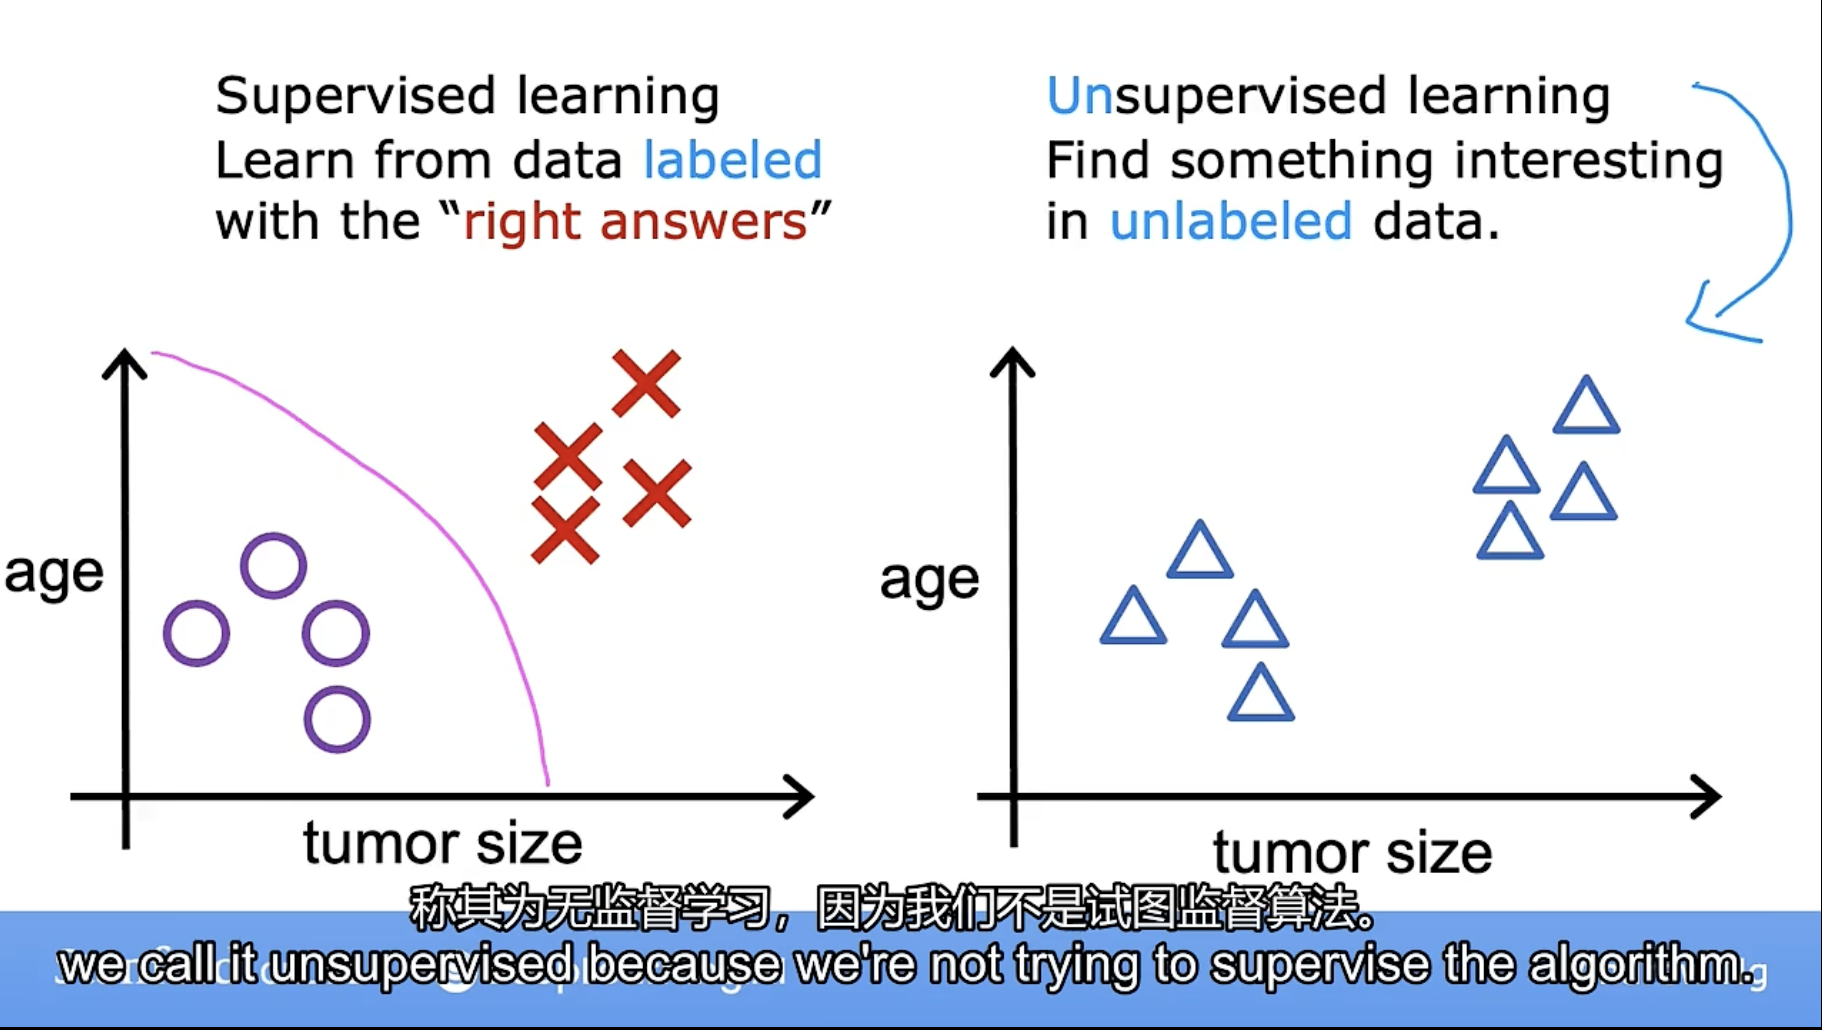 Supervised learning
Learn from data labeled
with the “right answers”
Unsupervised learning
Find something interesting
in unlabeled data.
age
tumor size
age
tumor size
称其为无监督学习，因为我们不是试图监督算法。
we call it unsupervised because we're not trying to supervise the algorithm.